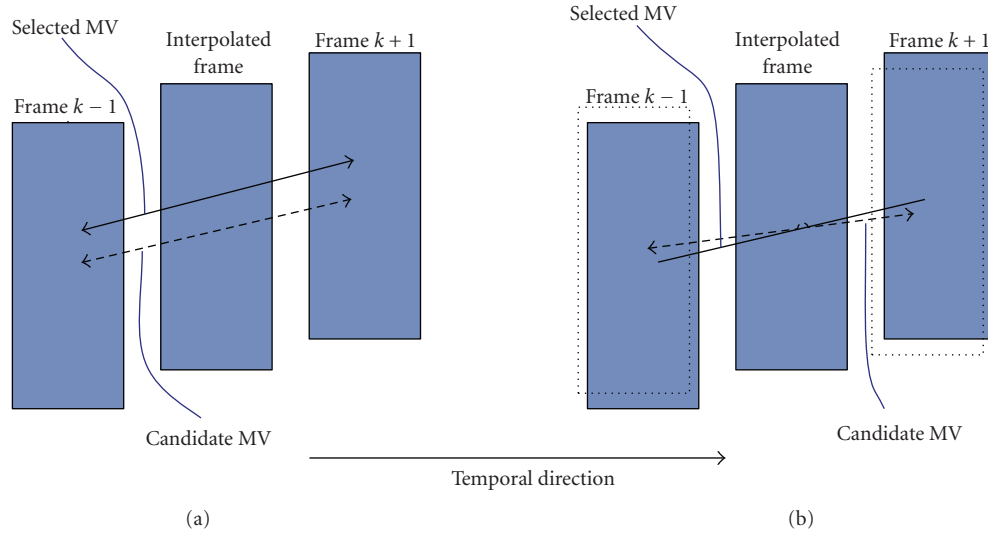 Selected MV
Interpolated
frame
Frame k + 1
Frame k − 1
Candidate MV
Selected MV
Interpolated
frame
Frame k + 1
Frame k − 1
Candidate MV
Temporal direction
(a)
(b)